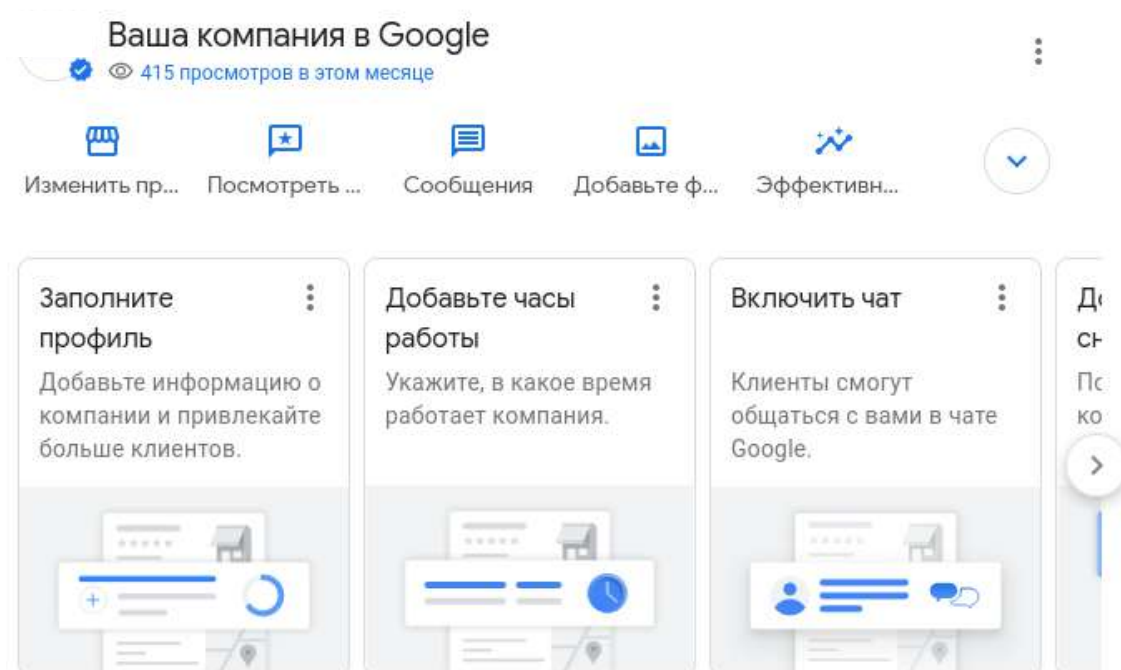 Ваша компания в Google
415 просмотров в этом месяце
Изменить пр... Посмотреть ... Сообщения Добавьте ф... Эффективн...
Заполните профиль
Добавьте информацию о
компании и привлекайте
больше клиентов.
Добавьте часы
работы
Укажите, в какое время
работает компания.
Включить чат
Клиенты смогут
общаться с вами в чате
Google.